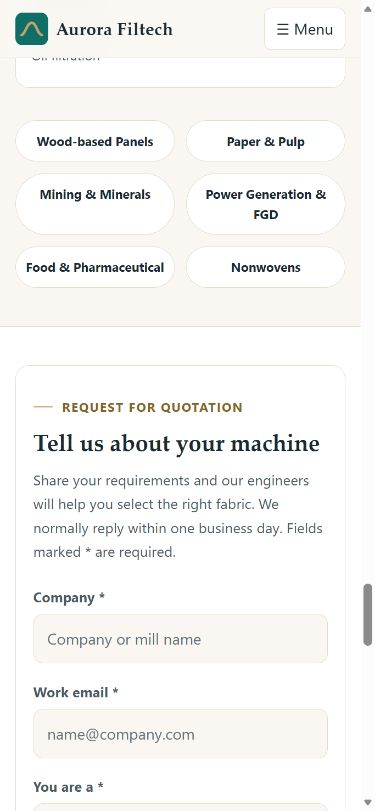 Aurora Filtech
☰ Menu
Oil filtration
Wood-based Panels
Paper & Pulp
Mining & Minerals
Power Generation &
FGD
Food & Pharmaceutical
Nonwovens
REQUEST FOR QUOTATION
Tell us about your machine
Share your requirements and our engineers
will help you select the right fabric. We
normally reply within one business day. Fields
marked * are required.
Company *
Company or mill name
Work email *
name@company.com
You are a *